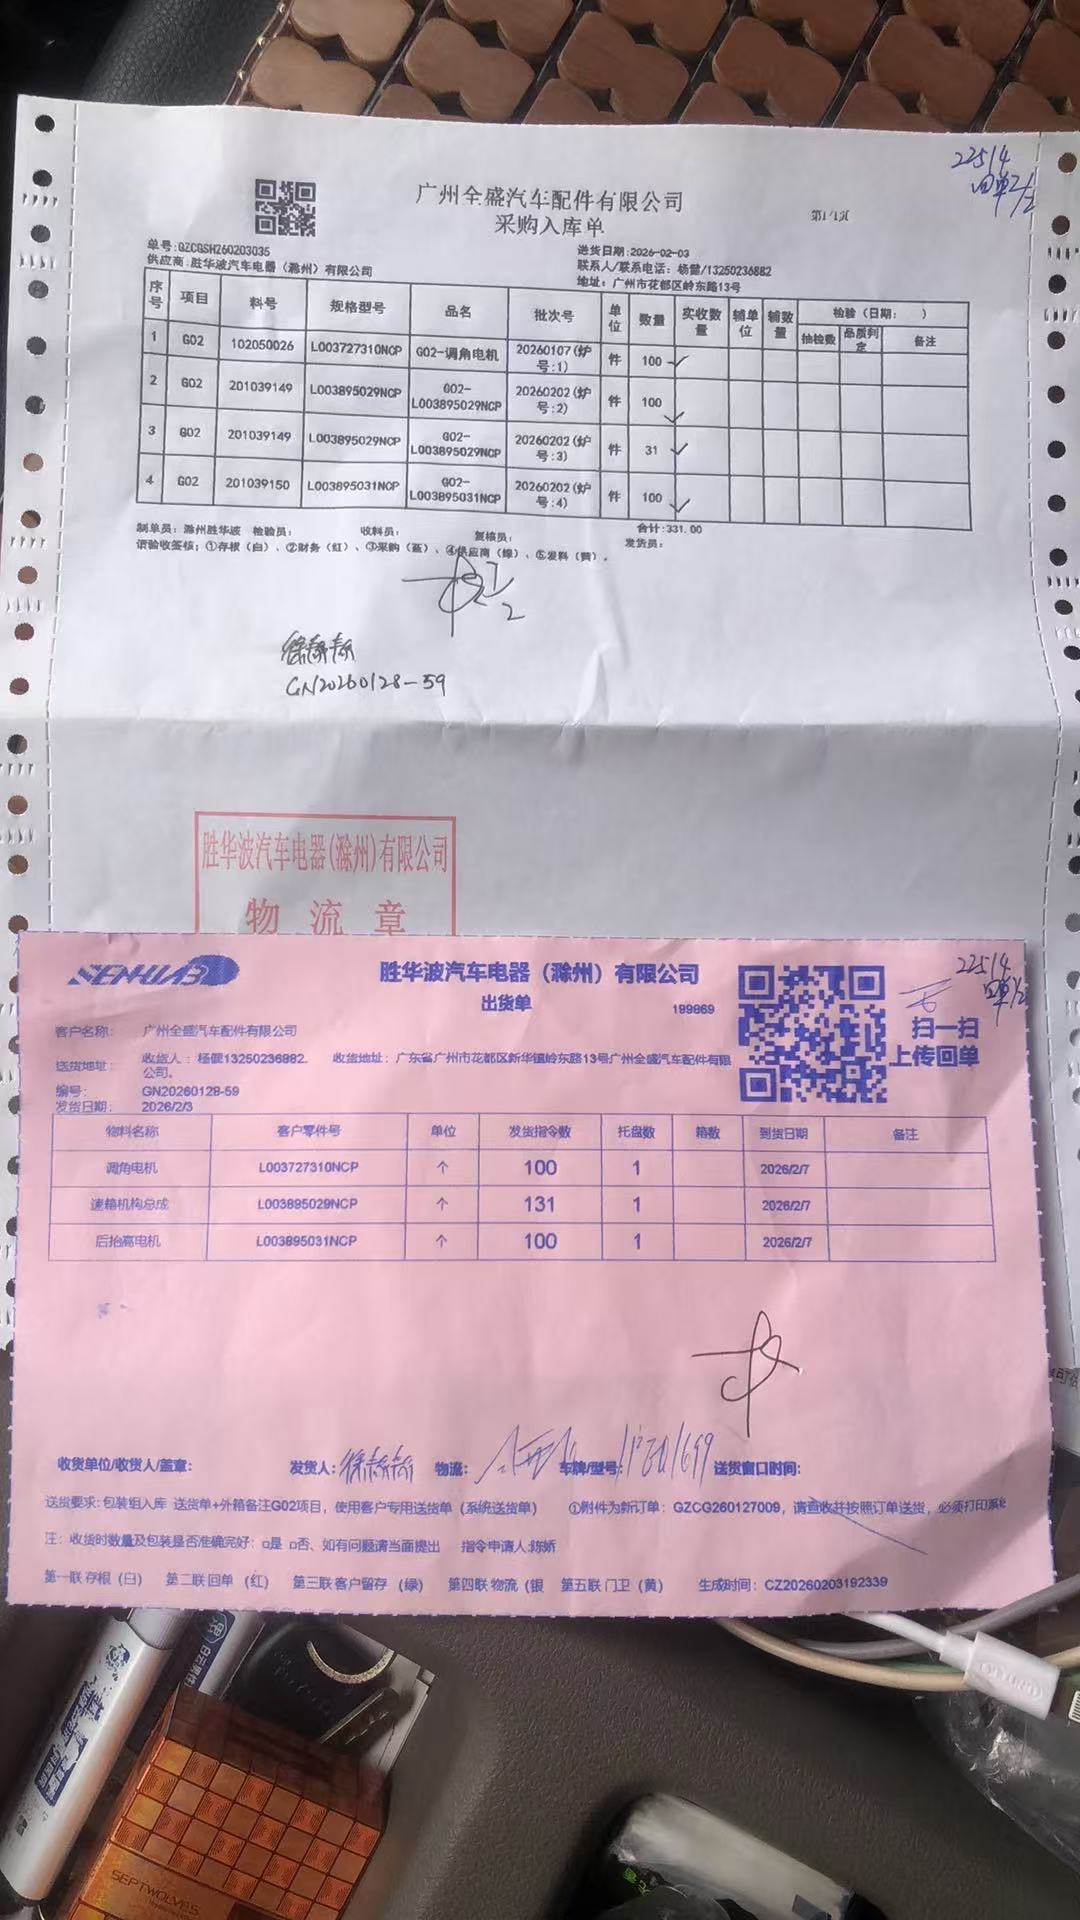 22514
回单2/2
广州全盛汽车配件有限公司
采购入库单
第1/1页
单号:GZCGSH260203035
供应商:胜华波汽车电器（滁州）有限公司
送货日期:2026-02-03
联系人/联系电话: 杨健/13250236882
地址: 广州市花都区岭东路13号
序号 项目 料号 规格型号 品名 批次号 单位 数量 实收数量 辅单位 辅数量 检验（日期: ）
抽检数 品质判定 备注
1 G02 102050026 L003727310NCP G02-调角电机 20260107(炉号:1) 件 100 ✓
2 G02 201039149 L003895029NCP G02-L003895029NCP 20260202(炉号:2) 件 100 ✓
3 G02 201039149 L003895029NCP G02-L003895029NCP 20260202(炉号:3) 件 31 ✓
4 G02 201039150 L003895031NCP G02-L003895031NCP 20260202(炉号:4) 件 100 ✓
制单员: 滁州胜华波 检验员: 收料员: 复核员: 合计:331.00
发货员:
请验收签核: ①存根（白）、②财务（红）、③采购（蓝）、④供应商（绿）、⑤发料（黄）。
GN20260128-59
胜华波汽车电器(滁州)有限公司
物流章
22514
回单1/2
胜华波汽车电器（滁州）有限公司
出货单
199869
扫一扫
上传回单
客户名称: 广州全盛汽车配件有限公司
送货地址: 收货人: 杨健13250236882. 收货地址: 广东省广州市花都区新华镇岭东路13号广州全盛汽车配件有限公司。
编号: GN20260128-59
发货日期: 2026/2/3
物料名称 客户零件号 单位 发货指令数 托盘数 箱数 到货日期 备注
调角电机 L003727310NCP 个 100 1 2026/2/7
速箱机构总成 L003895029NCP 个 131 1 2026/2/7
后抬高电机 L003895031NCP 个 100 1 2026/2/7
收货单位/收货人/盖章: 发货人: 物流: 车牌/型号: 送货窗口时间:
送货要求: 包装组入库 送货单+外箱备注G02项目，使用客户专用送货单（系统送货单） ①附件为新订单: GZCG260127009，请查收并按照订单送货，必须打印系
注: 收货时数量及包装是否准确完好: □是 □否、如有问题请当面提出 指令申请人:陈娇
第一联 存根（白） 第二联 回单（红） 第三联 客户留存（绿） 第四联 物流（银 第五联 门卫（黄） 生成时间: CZ20260203192339
SEPTWOLVES